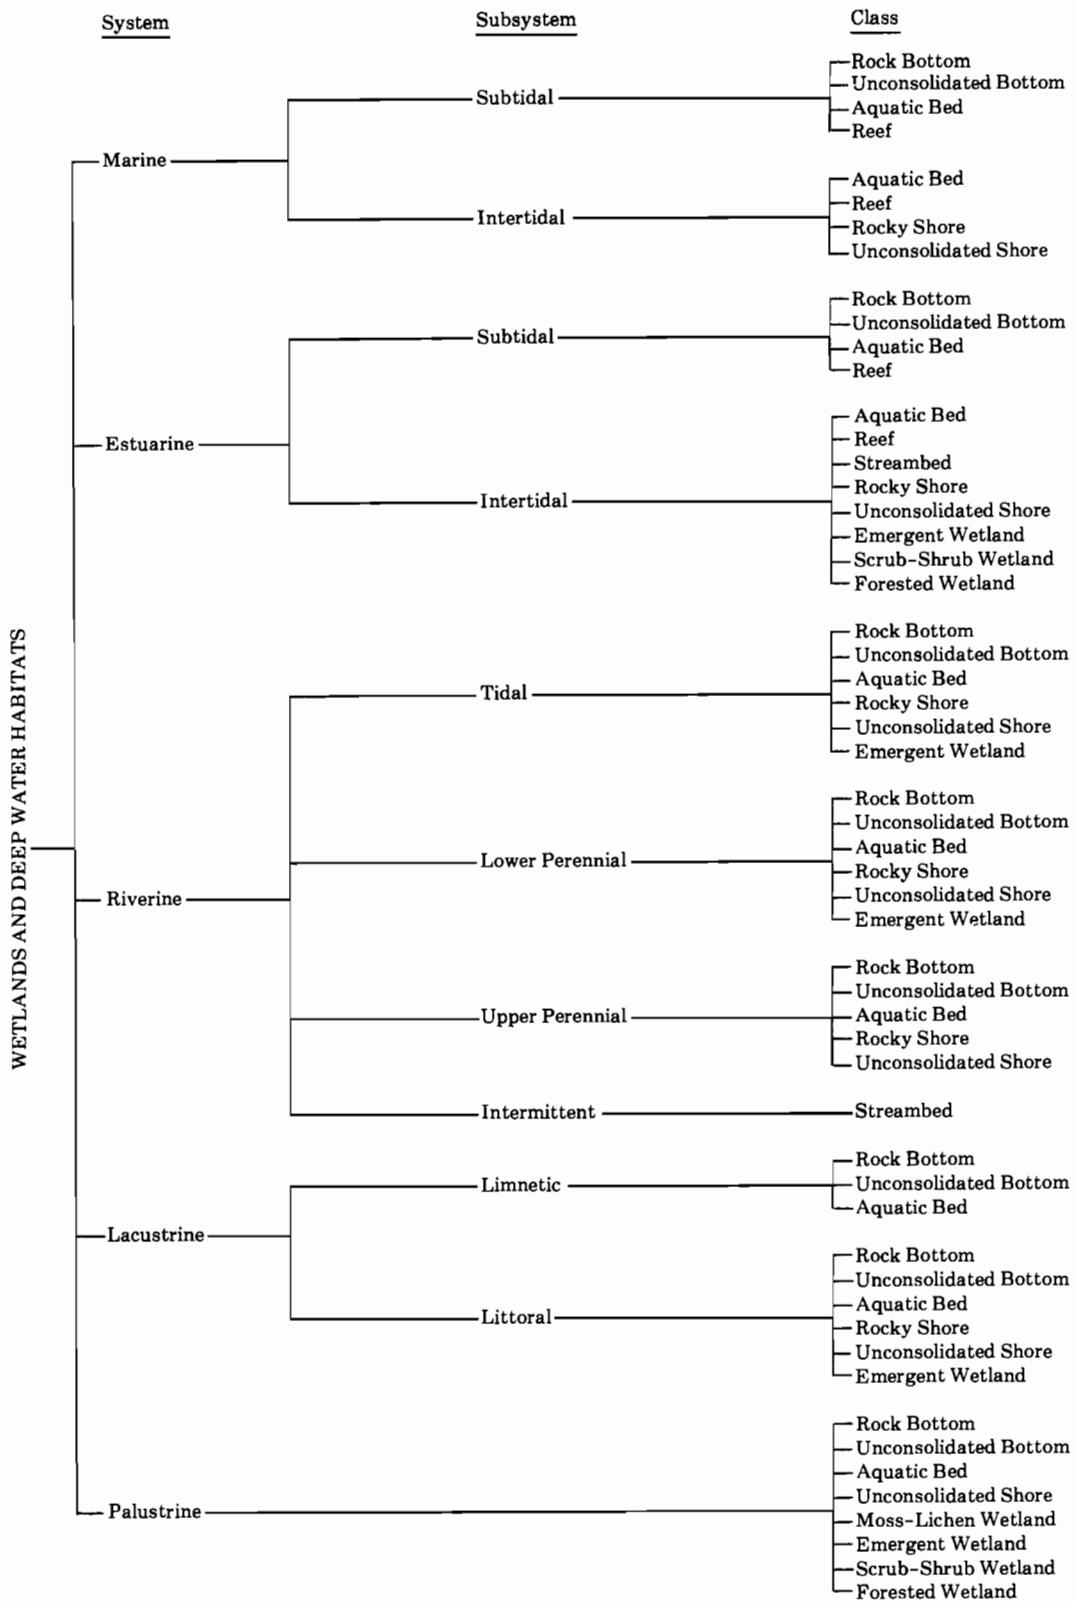 System
Subsystem
Class
WETLANDS AND DEEP WATER HABITATS
Marine
Subtidal
Rock Bottom
Unconsolidated Bottom
Aquatic Bed
Reef
Intertidal
Aquatic Bed
Reef
Rocky Shore
Unconsolidated Shore
Estuarine
Subtidal
Rock Bottom
Unconsolidated Bottom
Aquatic Bed
Reef
Intertidal
Aquatic Bed
Reef
Streambed
Rocky Shore
Unconsolidated Shore
Emergent Wetland
Scrub-Shrub Wetland
Forested Wetland
Riverine
Tidal
Rock Bottom
Unconsolidated Bottom
Aquatic Bed
Rocky Shore
Unconsolidated Shore
Emergent Wetland
Lower Perennial
Rock Bottom
Unconsolidated Bottom
Aquatic Bed
Rocky Shore
Unconsolidated Shore
Emergent Wetland
Upper Perennial
Rock Bottom
Unconsolidated Bottom
Aquatic Bed
Rocky Shore
Unconsolidated Shore
Intermittent
Streambed
Lacustrine
Limnetic
Rock Bottom
Unconsolidated Bottom
Aquatic Bed
Littoral
Rock Bottom
Unconsolidated Bottom
Aquatic Bed
Rocky Shore
Unconsolidated Shore
Emergent Wetland
Palustrine
Rock Bottom
Unconsolidated Bottom
Aquatic Bed
Unconsolidated Shore
Moss-Lichen Wetland
Emergent Wetland
Scrub-Shrub Wetland
Forested Wetland